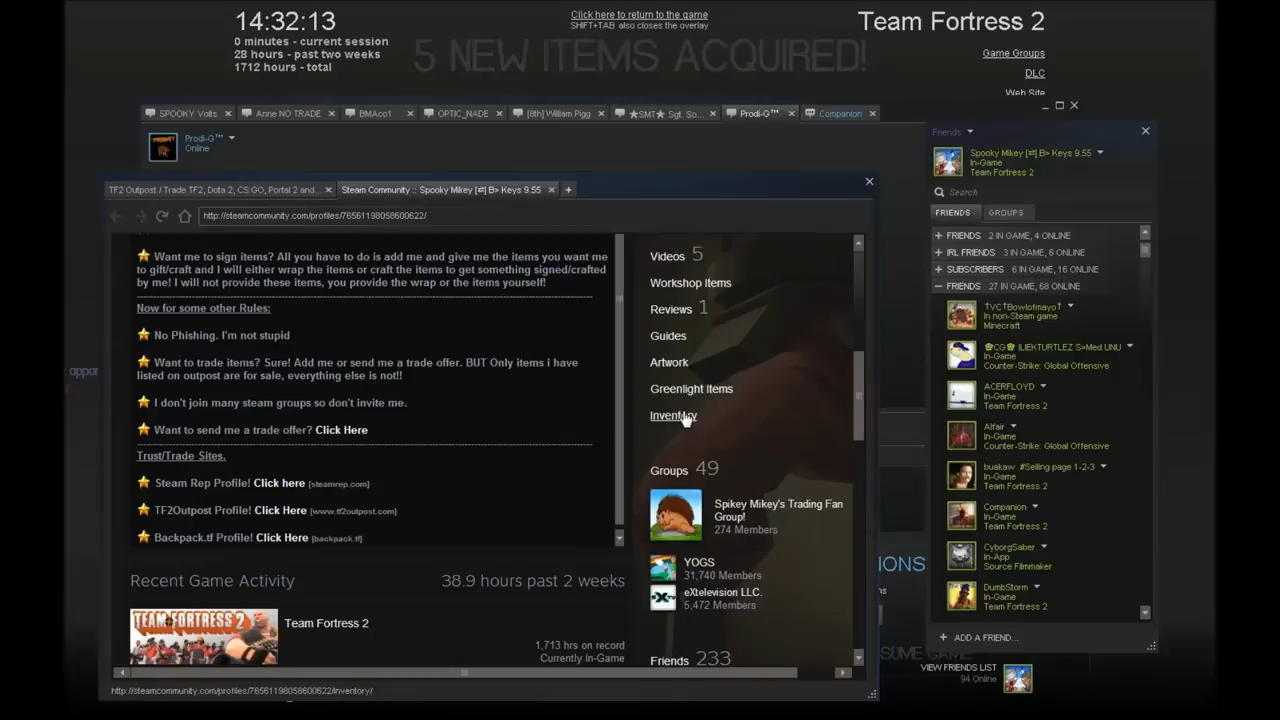 14:32:13
0 minutes - current session
28 hours - past two weeks
1712 hours - total
Click here to return to the game
SHIFT+TAB also closes the overlay
Team Fortress 2
Game Groups
DLC
Web Site
5 NEW ITEMS ACQUIRED!
SPOOKY Volts
Anne NO TRADE
BMAco1
OPTIC_NADE
[6th] William Pigg
★SMT★ Sgt. So...
Prodi-G™
Companion
Prodi-G™
Online
TF2 Outpost / Trade TF2, Dota 2, CS:GO, Portal 2 and...
Steam Community :: Spooky Mikey [⇄] B> Keys 9.55
http://steamcommunity.com/profiles/76561198058600622/
Want me to sign items? All you have to do is add me and give me the items you want me
to gift/craft and I will either wrap the items or craft the items to get something signed/crafted
by me! I will not provide these items, you provide the wrap or the items yourself!
Now for some other Rules:
No Phishing. I'm not stupid
Want to trade items? Sure! Add me or send me a trade offer. BUT Only items i have
listed on outpost are for sale, everything else is not!!
I don't join many steam groups so don't invite me.
Want to send me a trade offer? Click Here
Trust/Trade Sites.
Steam Rep Profile! Click here [steamrep.com]
TF2Outpost Profile! Click Here [www.tf2outpost.com]
Backpack.tf Profile! Click Here [backpack.tf]
Recent Game Activity
38.9 hours past 2 weeks
TEAM FORTRESS 2
Team Fortress 2
1,713 hrs on record
Currently In-Game
Videos 5
Workshop Items
Reviews 1
Guides
Artwork
Greenlight Items
Inventory
Groups 49
Spikey Mikey's Trading Fan
Group!
274 Members
YOGS
31,740 Members
eXtelevision LLC.
5,472 Members
Friends 233
http://steamcommunity.com/profiles/76561198058600622/inventory/
Friends
Spooky Mikey [⇄] B> Keys 9.55
In-Game
Team Fortress 2
Search
FRIENDS
GROUPS
FRIENDS 2 IN GAME, 4 ONLINE
IRL FRIENDS 3 IN GAME, 6 ONLINE
SUBSCRIBERS 6 IN GAME, 16 ONLINE
FRIENDS 27 IN GAME, 68 ONLINE
†VC†Bowlofmayo†
In non-Steam game
Minecraft
♚CG♚ ILIEKTURTLEZ S>Med UNU
In-Game
Counter-Strike: Global Offensive
ACERFLOYD
In-Game
Team Fortress 2
Alfair
In-Game
Counter-Strike: Global Offensive
buakaw #Selling page 1-2-3
In-Game
Team Fortress 2
Companion
In-Game
Team Fortress 2
CyborgSaber
In-App
Source Filmmaker
DumbStorm
In-Game
Team Fortress 2
ADD A FRIEND...
VIEW FRIENDS LIST
94 Online